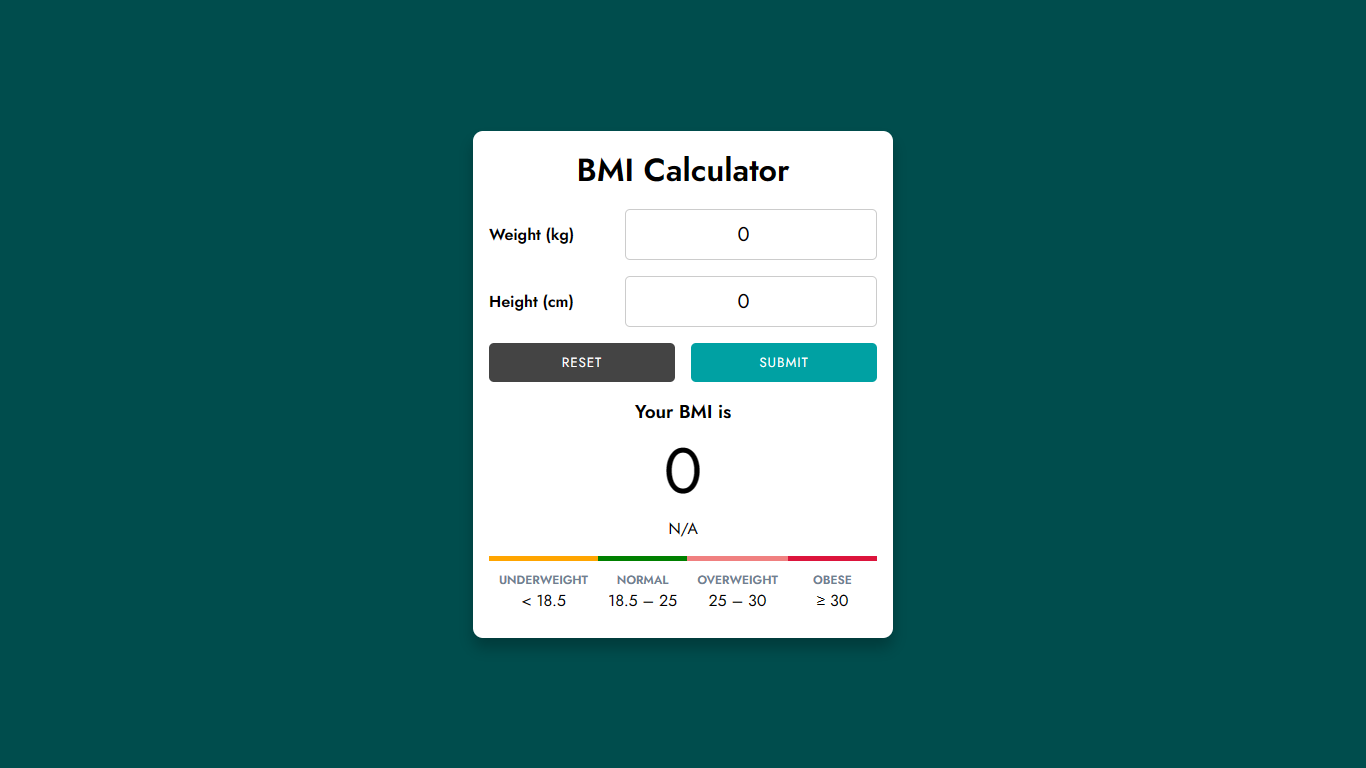 BMI Calculator
Weight (kg) 0
Height (cm) 0
RESET SUBMIT
Your BMI is
0
N/A
UNDERWEIGHT NORMAL OVERWEIGHT OBESE
< 18.5 18.5 – 25 25 – 30 ≥ 30